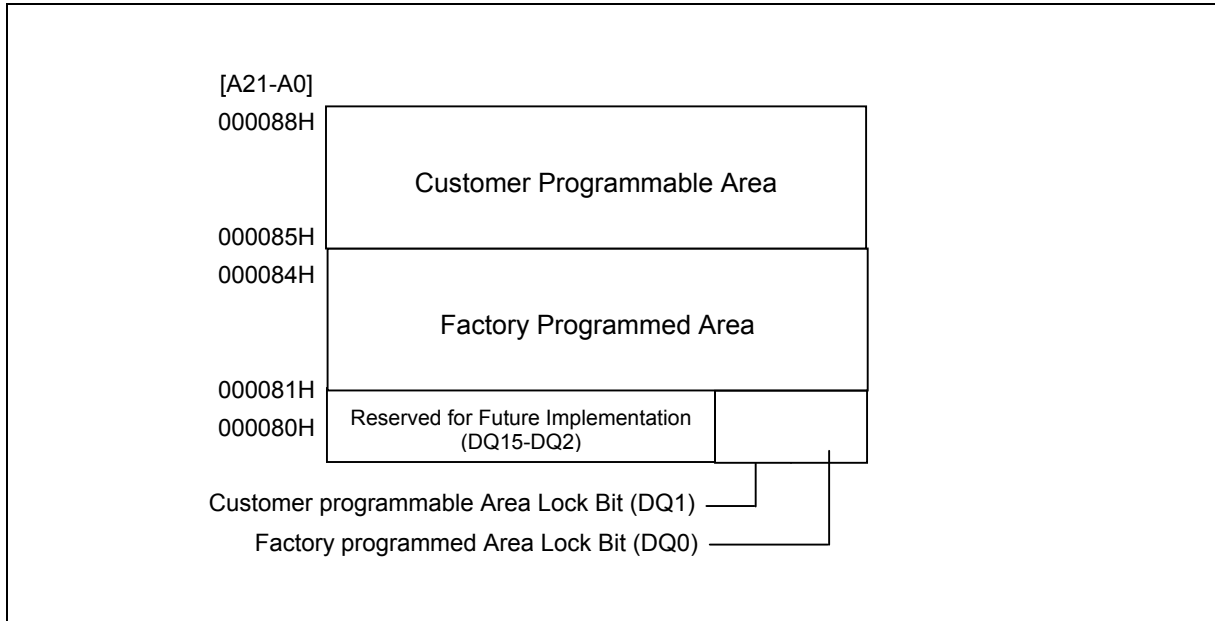 [A21-A0]
000088H
Customer Programmable Area
000085H
000084H
Factory Programmed Area
000081H
000080H
Reserved for Future Implementation
(DQ15-DQ2)
Customer programmable Area Lock Bit (DQ1)
Factory programmed Area Lock Bit (DQ0)